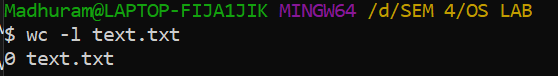 Madhuram@LAPTOP-FIJA1JIK MINGW64 /d/SEM 4/OS LAB
$ wc -l text.txt
0 text.txt